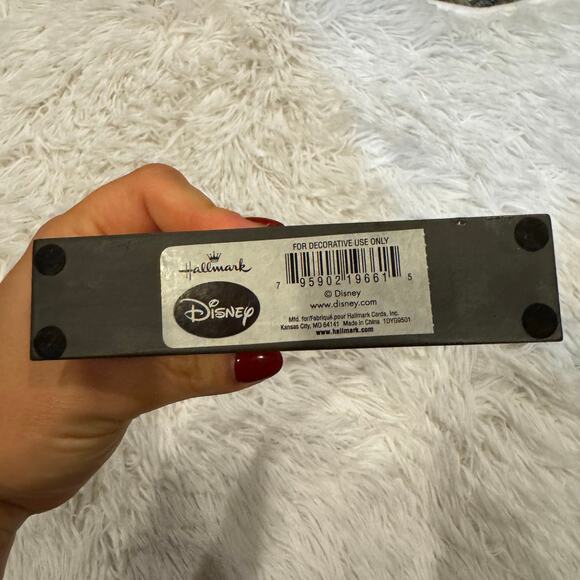 Hallmark
Disney
FOR DECORATIVE USE ONLY
7 95902 19661 5
© Disney
www.disney.com
Mfd. for/Fabriqué pour Hallmark Cards, Inc.
Kansas City, MO 64141 Made in China 1DYB9501
www.hallmark.com